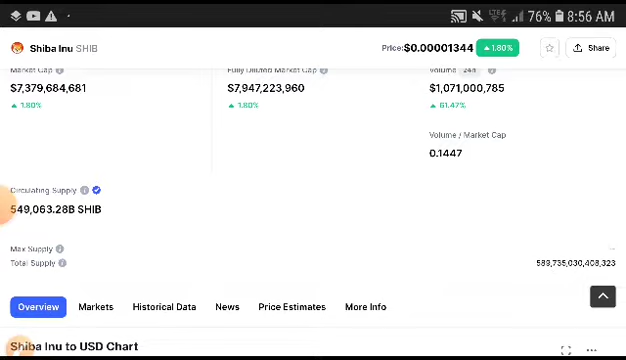 76% 8:56 AM
Shiba Inu SHIB
Price:$0.00001344 ▲ 1.80%
Share
Market Cap
Fully Diluted Market Cap
Volume 24h
$7,379,684,681
$7,947,223,960
$1,071,000,785
▲ 1.80%
▲ 1.80%
▲ 61.47%
Volume / Market Cap
0.1447
Circulating Supply
549,063.28B SHIB
Max Supply
--
Total Supply
589,735,030,408,323
Overview Markets Historical Data News Price Estimates More Info
Shiba Inu to USD Chart